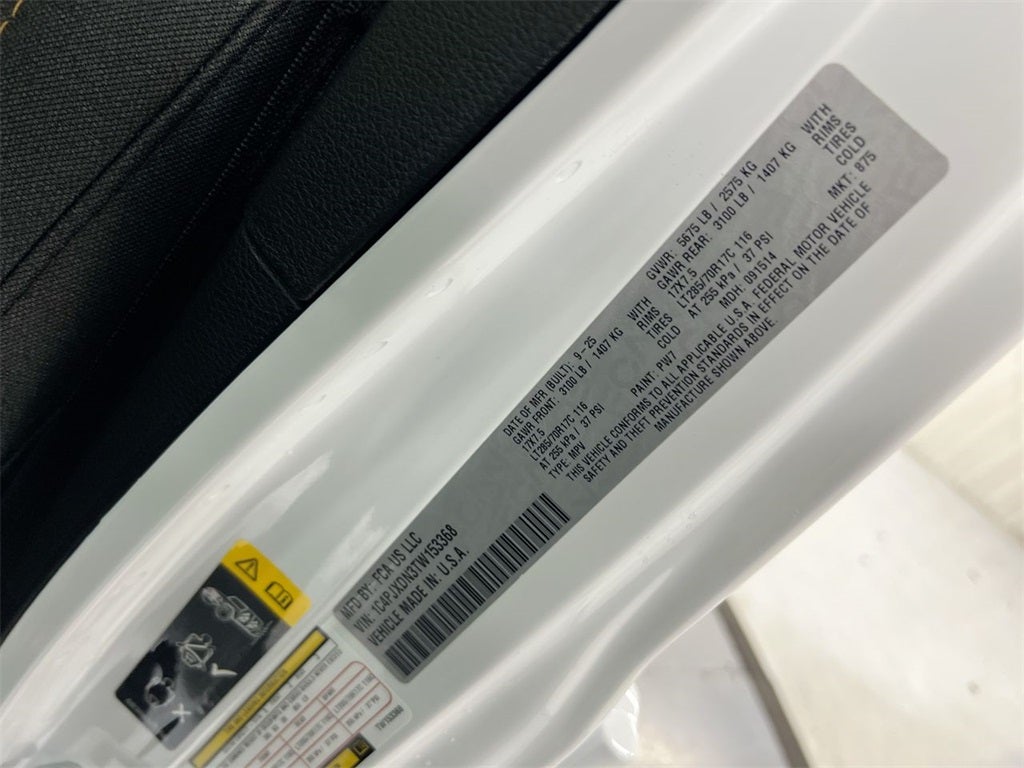 MFD BY: FCA US LLC
VIN: 1C4PJXDN3TW153368
VEHICLE MADE IN: U.S.A.
DATE OF MFR (BUILT): 9-25 GVWR: 5675 LB / 2575 KG
GAWR FRONT: 3100 LB / 1407 KG WITH GAWR REAR: 3100 LB / 1407 KG WITH
17X7.5 RIMS 17X7.5 RIMS
LT285/70R17C 116 TIRES LT285/70R17C 116 TIRES
AT 255 kPa / 37 PSI COLD AT 255 kPa / 37 PSI COLD
TYPE: MPV PAINT: PW7 MDH: 091514 MKT: 875
THIS VEHICLE CONFORMS TO ALL APPLICABLE U.S.A. FEDERAL MOTOR VEHICLE
SAFETY AND THEFT PREVENTION STANDARDS IN EFFECT ON THE DATE OF
MANUFACTURE SHOWN ABOVE.
TW153368